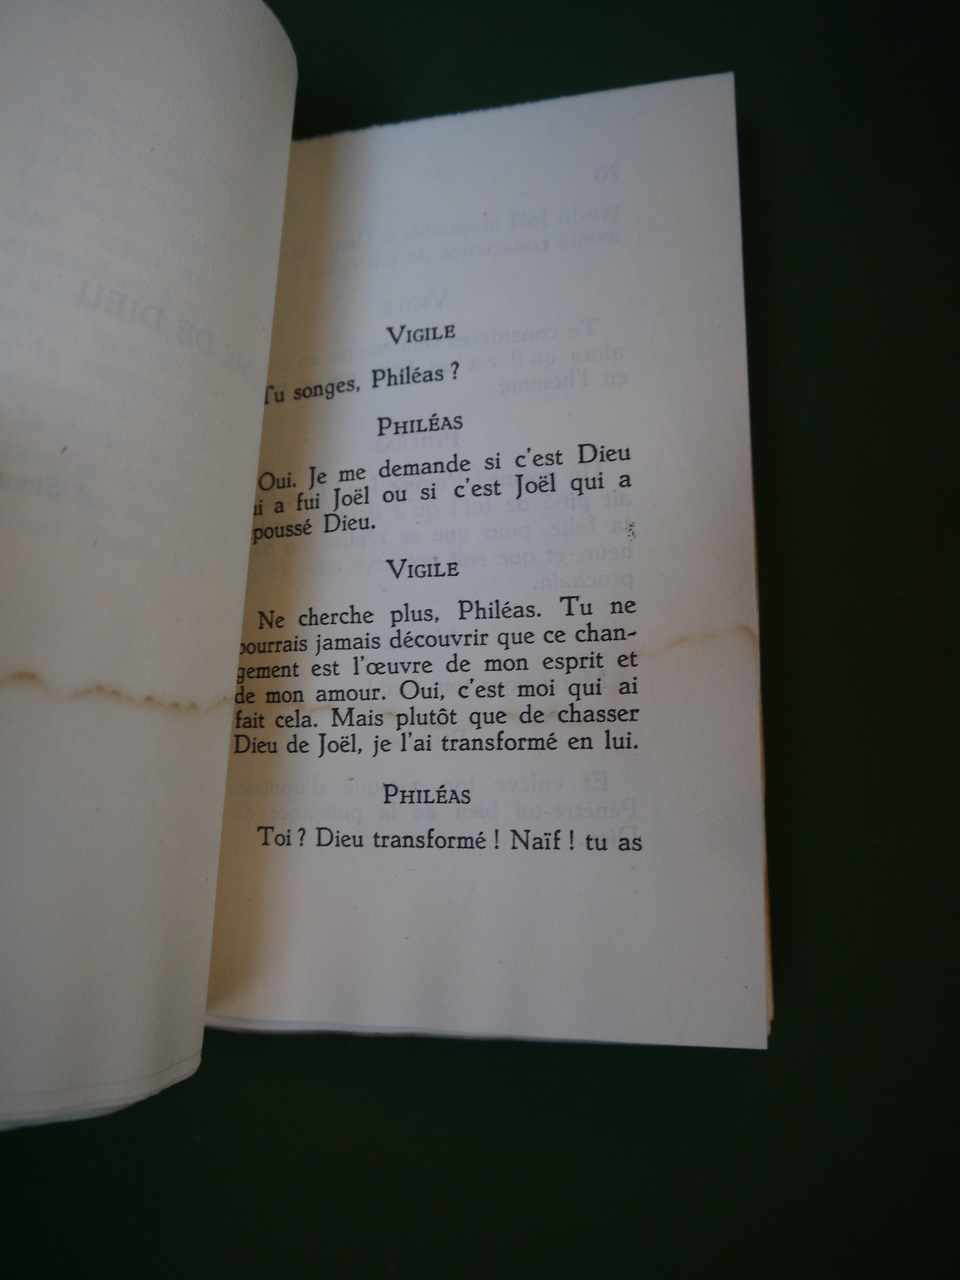 VIGILE
Tu songes, Philéas ?
PHILÉAS
Oui. Je me demande si c'est Dieu
a fui Joël ou si c'est Joël qui a
poussé Dieu.
VIGILE
Ne cherche plus, Philéas. Tu ne
pourrais jamais découvrir que ce chan-
gement est l'œuvre de mon esprit et
de mon amour. Oui, c'est moi qui ai
fait cela. Mais plutôt que de chasser
Dieu de Joël, je l'ai transformé en lui.
PHILÉAS
Toi ? Dieu transformé ! Naïf ! tu as